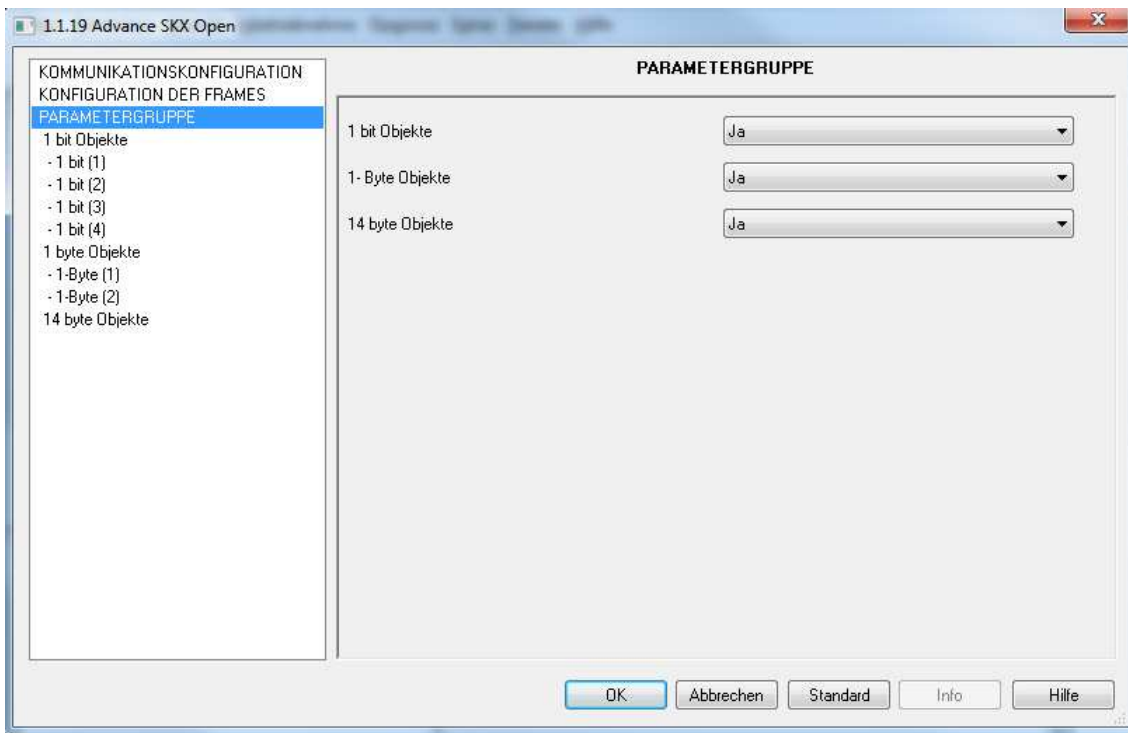 1.1.19 Advance SKX Open
KOMMUNIKATIONSKONFIGURATION
KONFIGURATION DER FRAMES
PARAMETERGRUPPE
1 bit Objekte
- 1 bit (1)
- 1 bit (2)
- 1 bit (3)
- 1 bit (4)
1 byte Objekte
- 1-Byte (1)
- 1-Byte (2)
14 byte Objekte
PARAMETERGRUPPE
1 bit Objekte Ja
1- Byte Objekte Ja
14 byte Objekte Ja
OK Abbrechen Standard Info Hilfe